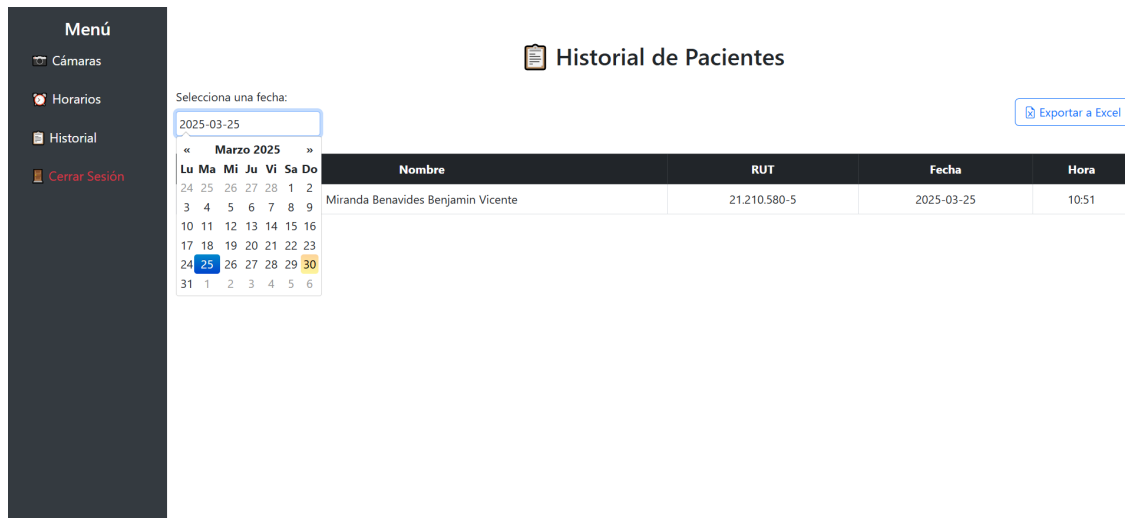 Menú
Cámaras
Horarios
Historial
Cerrar Sesión
Historial de Pacientes
Selecciona una fecha:
2025-03-25
Exportar a Excel
« Marzo 2025 »
Lu Ma Mi Ju Vi Sa Do
24 25 26 27 28 1 2
3 4 5 6 7 8 9
10 11 12 13 14 15 16
17 18 19 20 21 22 23
24 25 26 27 28 29 30
31 1 2 3 4 5 6
Nombre RUT Fecha Hora
Miranda Benavides Benjamin Vicente 21.210.580-5 2025-03-25 10:51